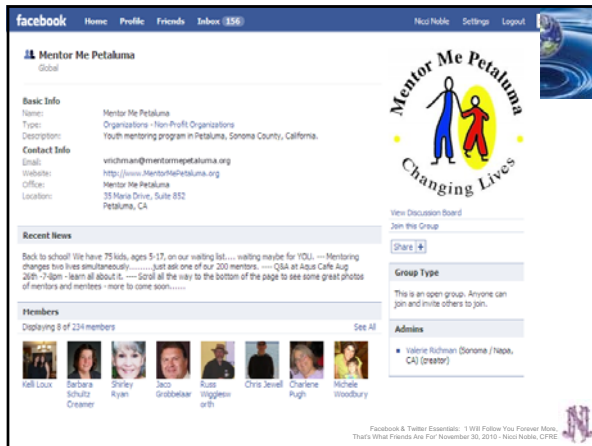 facebook Home Profile Friends Inbox 156 Nicci Noble Settings Logout
Mentor Me Petaluma
Global
Basic Info
Name: Mentor Me Petaluma
Type: Organizations - Non-Profit Organizations
Description: Youth mentoring program in Petaluma, Sonoma County, California.
Contact Info
Email: vrichman@mentormepetaluma.org
Website: http://www.MentorMePetaluma.org
Office: Mentor Me Petaluma
Location: 35 Maria Drive, Suite 852
Petaluma, CA
Recent News
Back to school! We have 75 kids, ages 5-17, on our waiting list.... waiting maybe for YOU. --- Mentoring
changes two lives simultaneously.........just ask one of our 200 mentors. ---- Q&A at Aqus Cafe Aug
26th -7-8pm - learn all about it. ---- Scroll all the way to the bottom of the page to see some great photos
of mentors and mentees - more to come soon......
Members
Displaying 8 of 234 members See All
Kelli Loux
Barbara
Schultz
Creamer
Shirley
Ryan
Jaco
Grobbelaar
Russ
Wigglesw
orth
Chris Jewell
Charlene
Pugh
Michele
Woodbury
Mentor Me Petaluma
Changing Lives
View Discussion Board
Join this Group
Share +
Group Type
This is an open group. Anyone can
join and invite others to join.
Admins
Valerie Richman (Sonoma / Napa,
CA) (creator)
Facebook & Twitter Essentials: 'I Will Follow You Forever More,
That's What Friends Are For' November 30, 2010 - Nicci Noble, CFRE
N